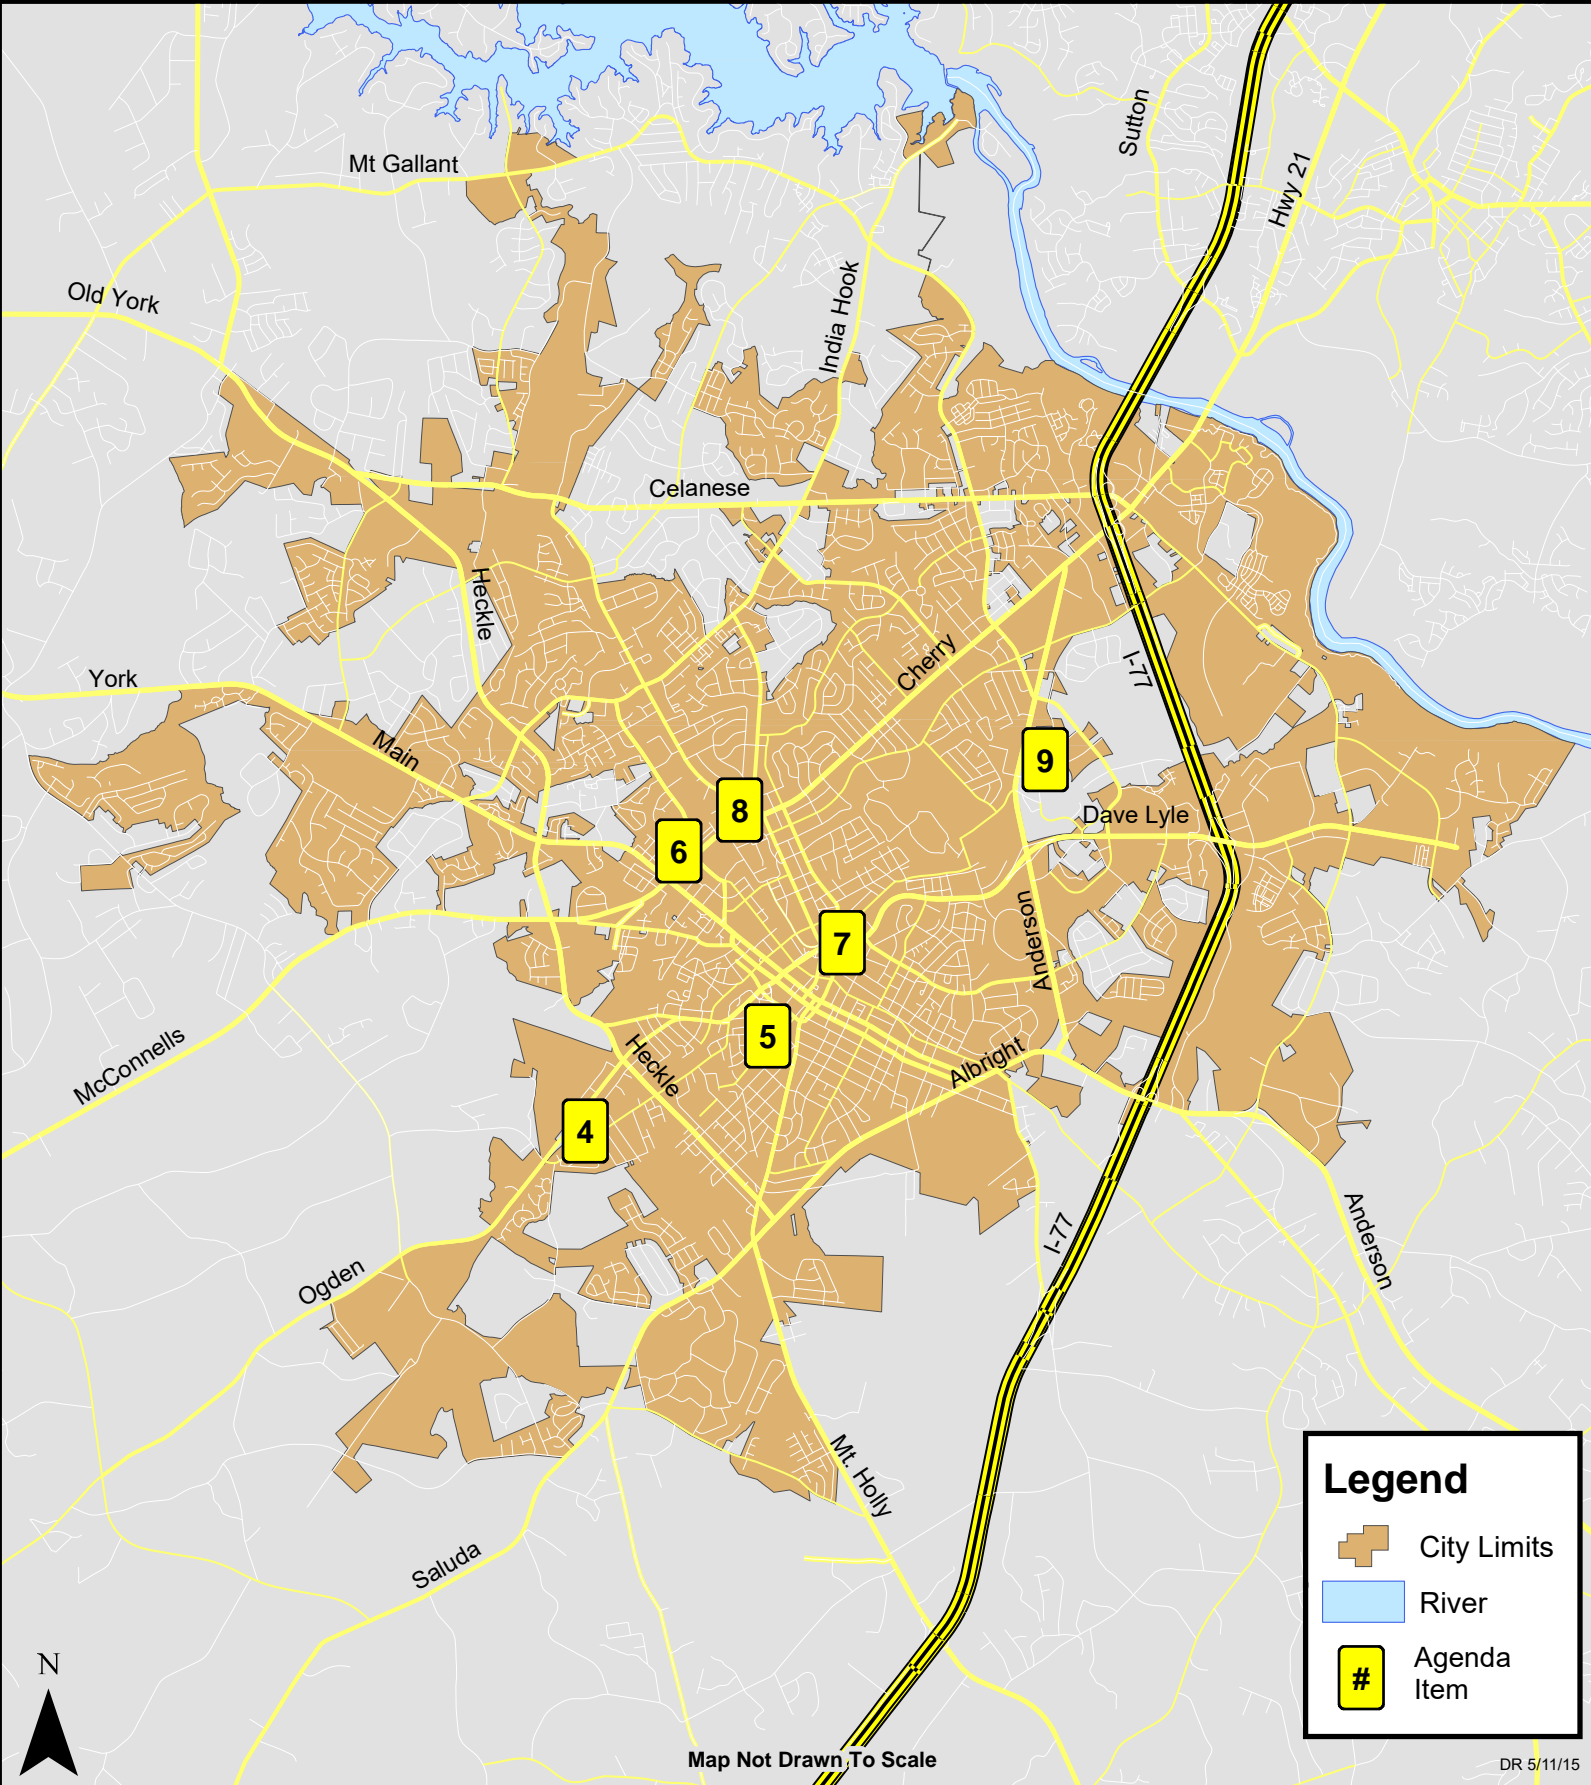 Sutton
Mt Gallant
Hwy 21
Old York
India Hook
Celanese
Heckle
Cherry
I-77
York
Main
9
8
Dave Lyle
6
Anderson
7
5
McConnells
Heckle
Albright
4
I-77
Anderson
Ogden
Mt. Holly
Saluda
Legend
City Limits
River
#
Agenda
Item
N
Map Not Drawn To Scale
DR 5/11/15